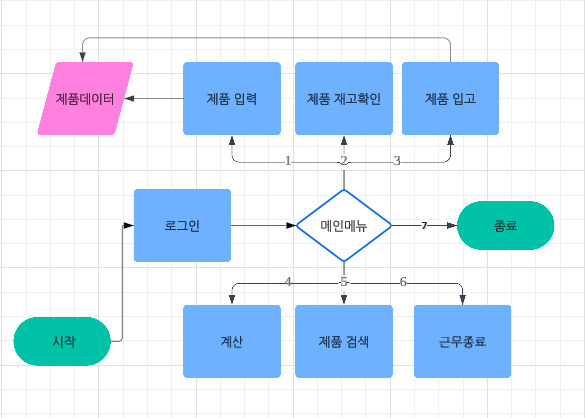 제품데이터
제품 입력
제품 재고확인
제품 입고
1
2
3
로그인
메인메뉴
7
종료
시작
4
5
6
계산
제품 검색
근무종료